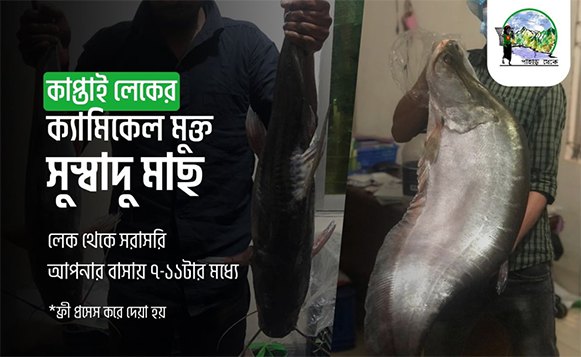 কাপ্তাই লেকের
ক্যামিকেল মুক্ত
সুস্বাদু মাছ
লেক থেকে সরাসরি
আপনার বাসায় ৭-১১টার মধ্যে
*ফ্রী প্রসেস করে দেয়া হয়
পাহাড় থেকে